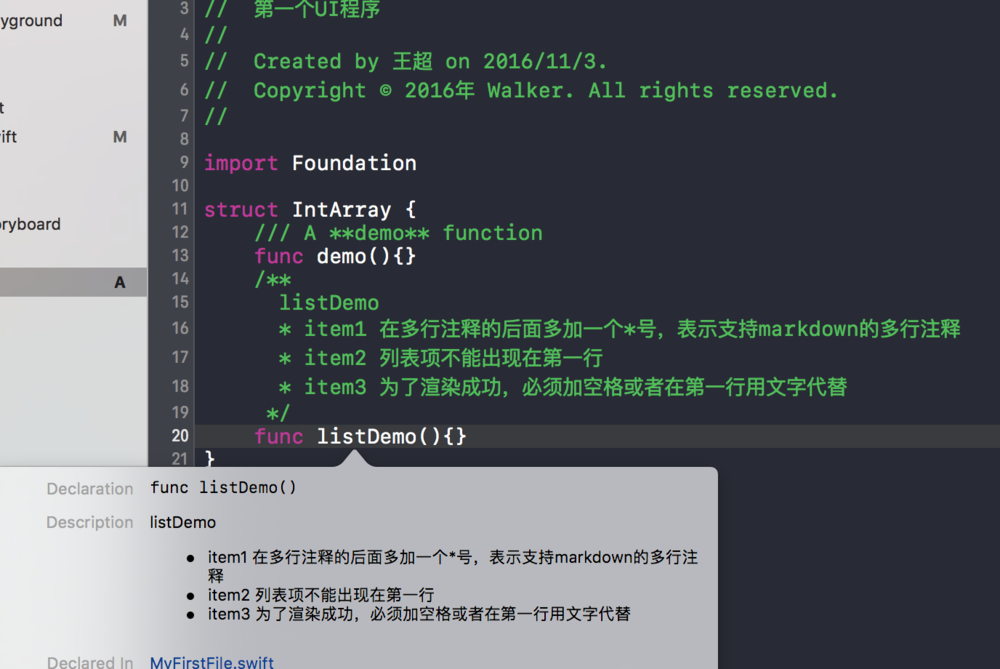 yground M
t
ift M
ryboard
A
3 // 第一个UI程序
4 //
5 // Created by 王超 on 2016/11/3.
6 // Copyright © 2016年 Walker. All rights reserved.
7 //
8
9 import Foundation
10
11 struct IntArray {
12 /// A **demo** function
13 func demo(){}
14 /**
15 listDemo
16 * item1 在多行注释的后面多加一个*号，表示支持markdown的多行注释
17 * item2 列表项不能出现在第一行
18 * item3 为了渲染成功，必须加空格或者在第一行用文字代替
19 */
20 func listDemo(){}
21 }
Declaration func listDemo()
Description listDemo
• item1 在多行注释的后面多加一个*号，表示支持markdown的多行注
释
• item2 列表项不能出现在第一行
• item3 为了渲染成功，必须加空格或者在第一行用文字代替
Declared In MyFirstFile.swift